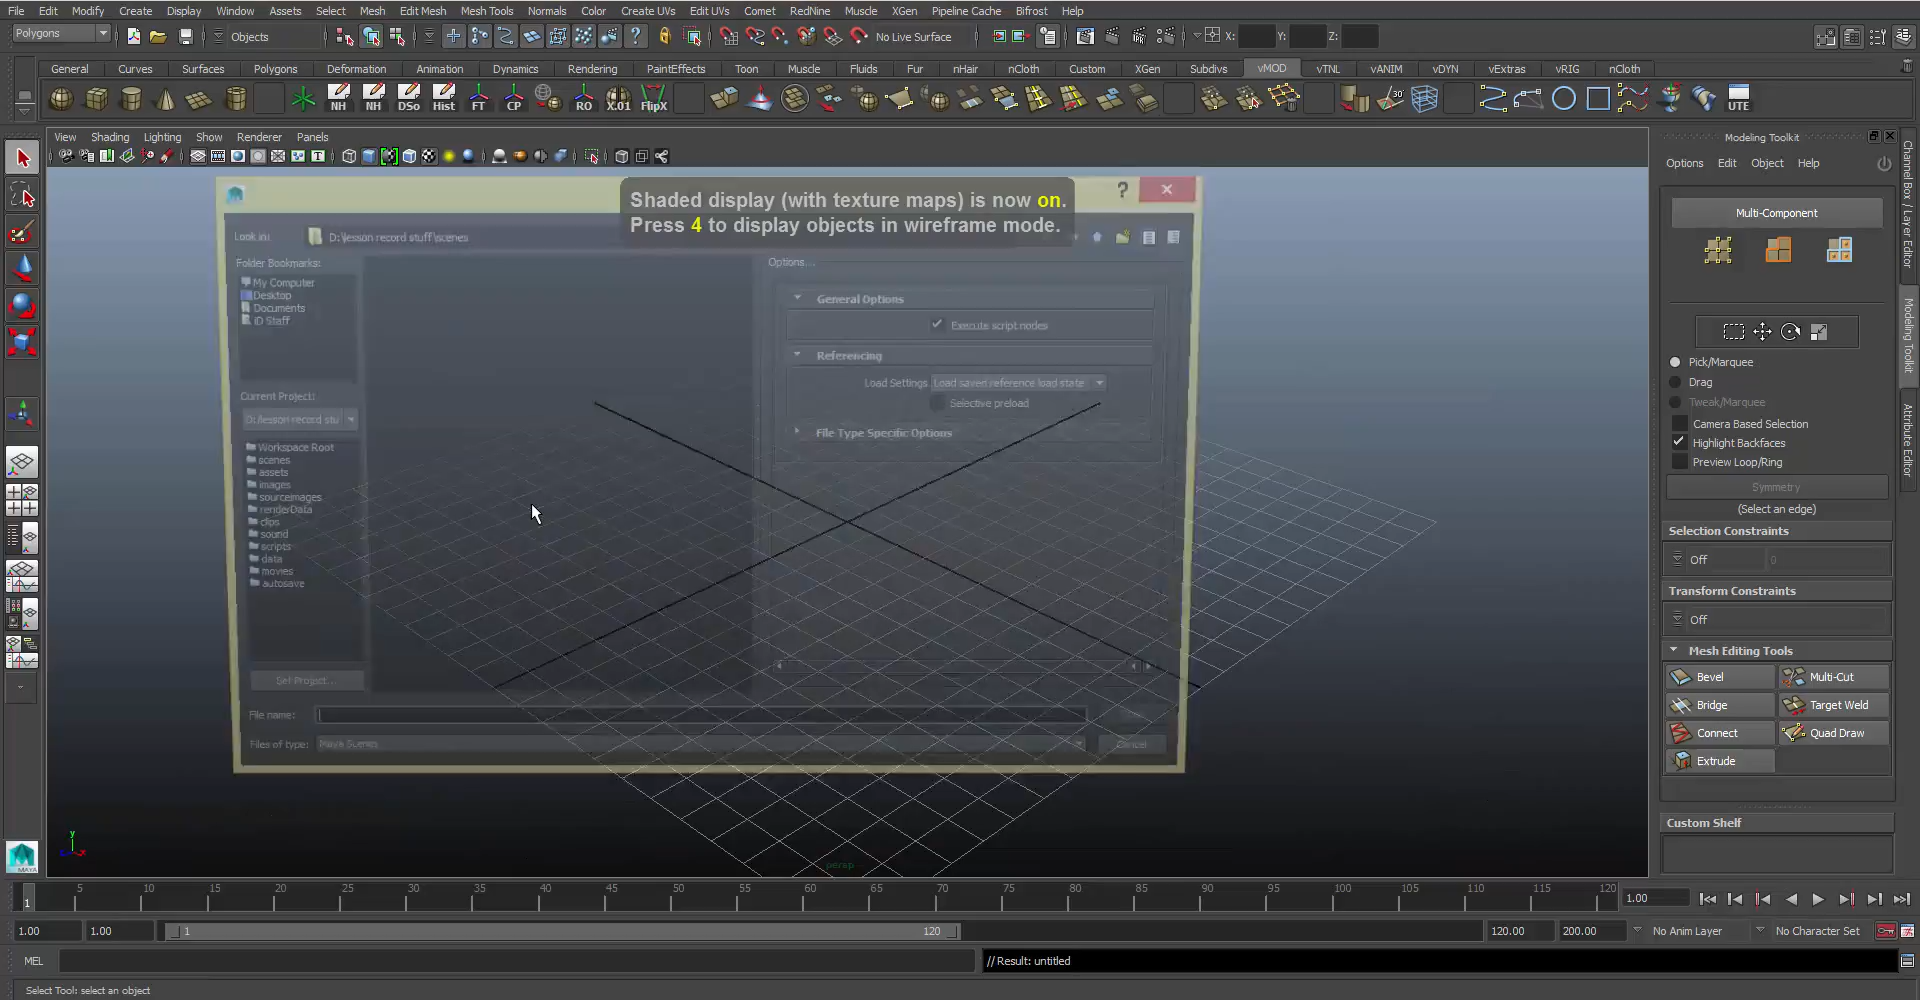 File Edit Modify Create Display Window Assets Select Mesh Edit Mesh Mesh Tools Normals Color Create UVs Edit UVs Comet RedNine Muscle XGen Pipeline Cache Bifrost Help
Polygons Objects No Live Surface X: Y: Z:
General Curves Surfaces Polygons Deformation Animation Dynamics Rendering PaintEffects Toon Muscle Fluids Fur nHair nCloth Custom XGen Subdivs vMOD vTNL vANIM vDYN vExtras vRIG nCloth
NH NH DSo Hist FT CP RO X.01 FlipX 30 UTE
View Shading Lighting Show Renderer Panels
Modeling Toolkit
Options Edit Object Help
Shaded display (with texture maps) is now on.
Press 4 to display objects in wireframe mode.
Look in: D:\lesson record stuff\scenes
Folder Bookmarks:
My Computer
Desktop
Documents
iD Staff
Current Project:
D:\lesson record stu
Workspace Root
scenes
assets
images
sourceimages
renderData
clips
sound
scripts
data
movies
autosave
Set Project...
Options...
General Options
Execute script nodes
Referencing
Load Settings Load saved reference load state
Selective preload
File Type Specific Options
File name:
Files of type: Maya Scenes
Cancel
Multi-Component
Pick/Marquee
Drag
Tweak/Marquee
Camera Based Selection
Highlight Backfaces
Preview Loop/Ring
Symmetry
(Select an edge)
Selection Constraints
Off 0
Transform Constraints
Off
Mesh Editing Tools
Bevel Multi-Cut
Bridge Target Weld
Connect Quad Draw
Extrude
Custom Shelf
Channel Box / Layer Editor
Modeling Toolkit
Attribute Editor
y
persp
MAYA
1 5 10 15 20 25 30 35 40 45 50 55 60 65 70 75 80 85 90 95 100 105 110 115 120 1.00
1.00 1.00 1 120 120.00 200.00 No Anim Layer No Character Set
MEL // Result: untitled
Select Tool: select an object